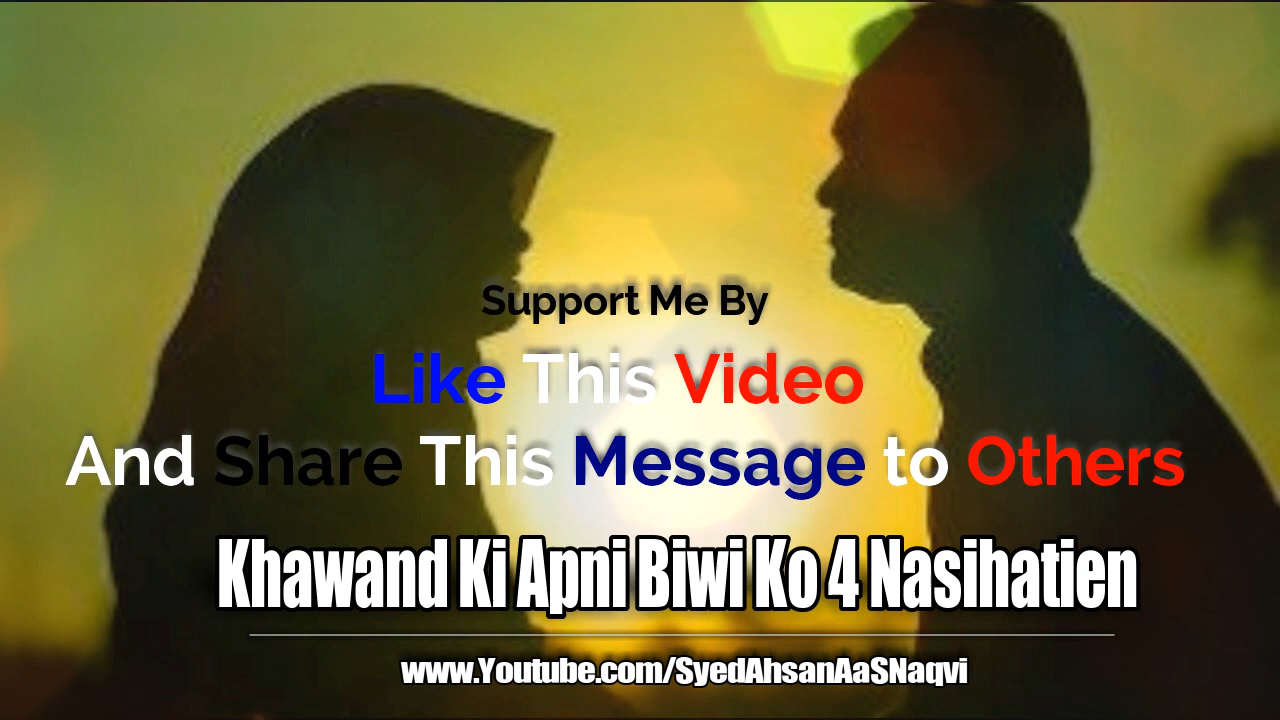 Support Me By
Like This Video
And Share This Message to Others
Khawand Ki Apni Biwi Ko 4 Nasihatien
www.Youtube.com/SyedAhsanAaSNaqvi